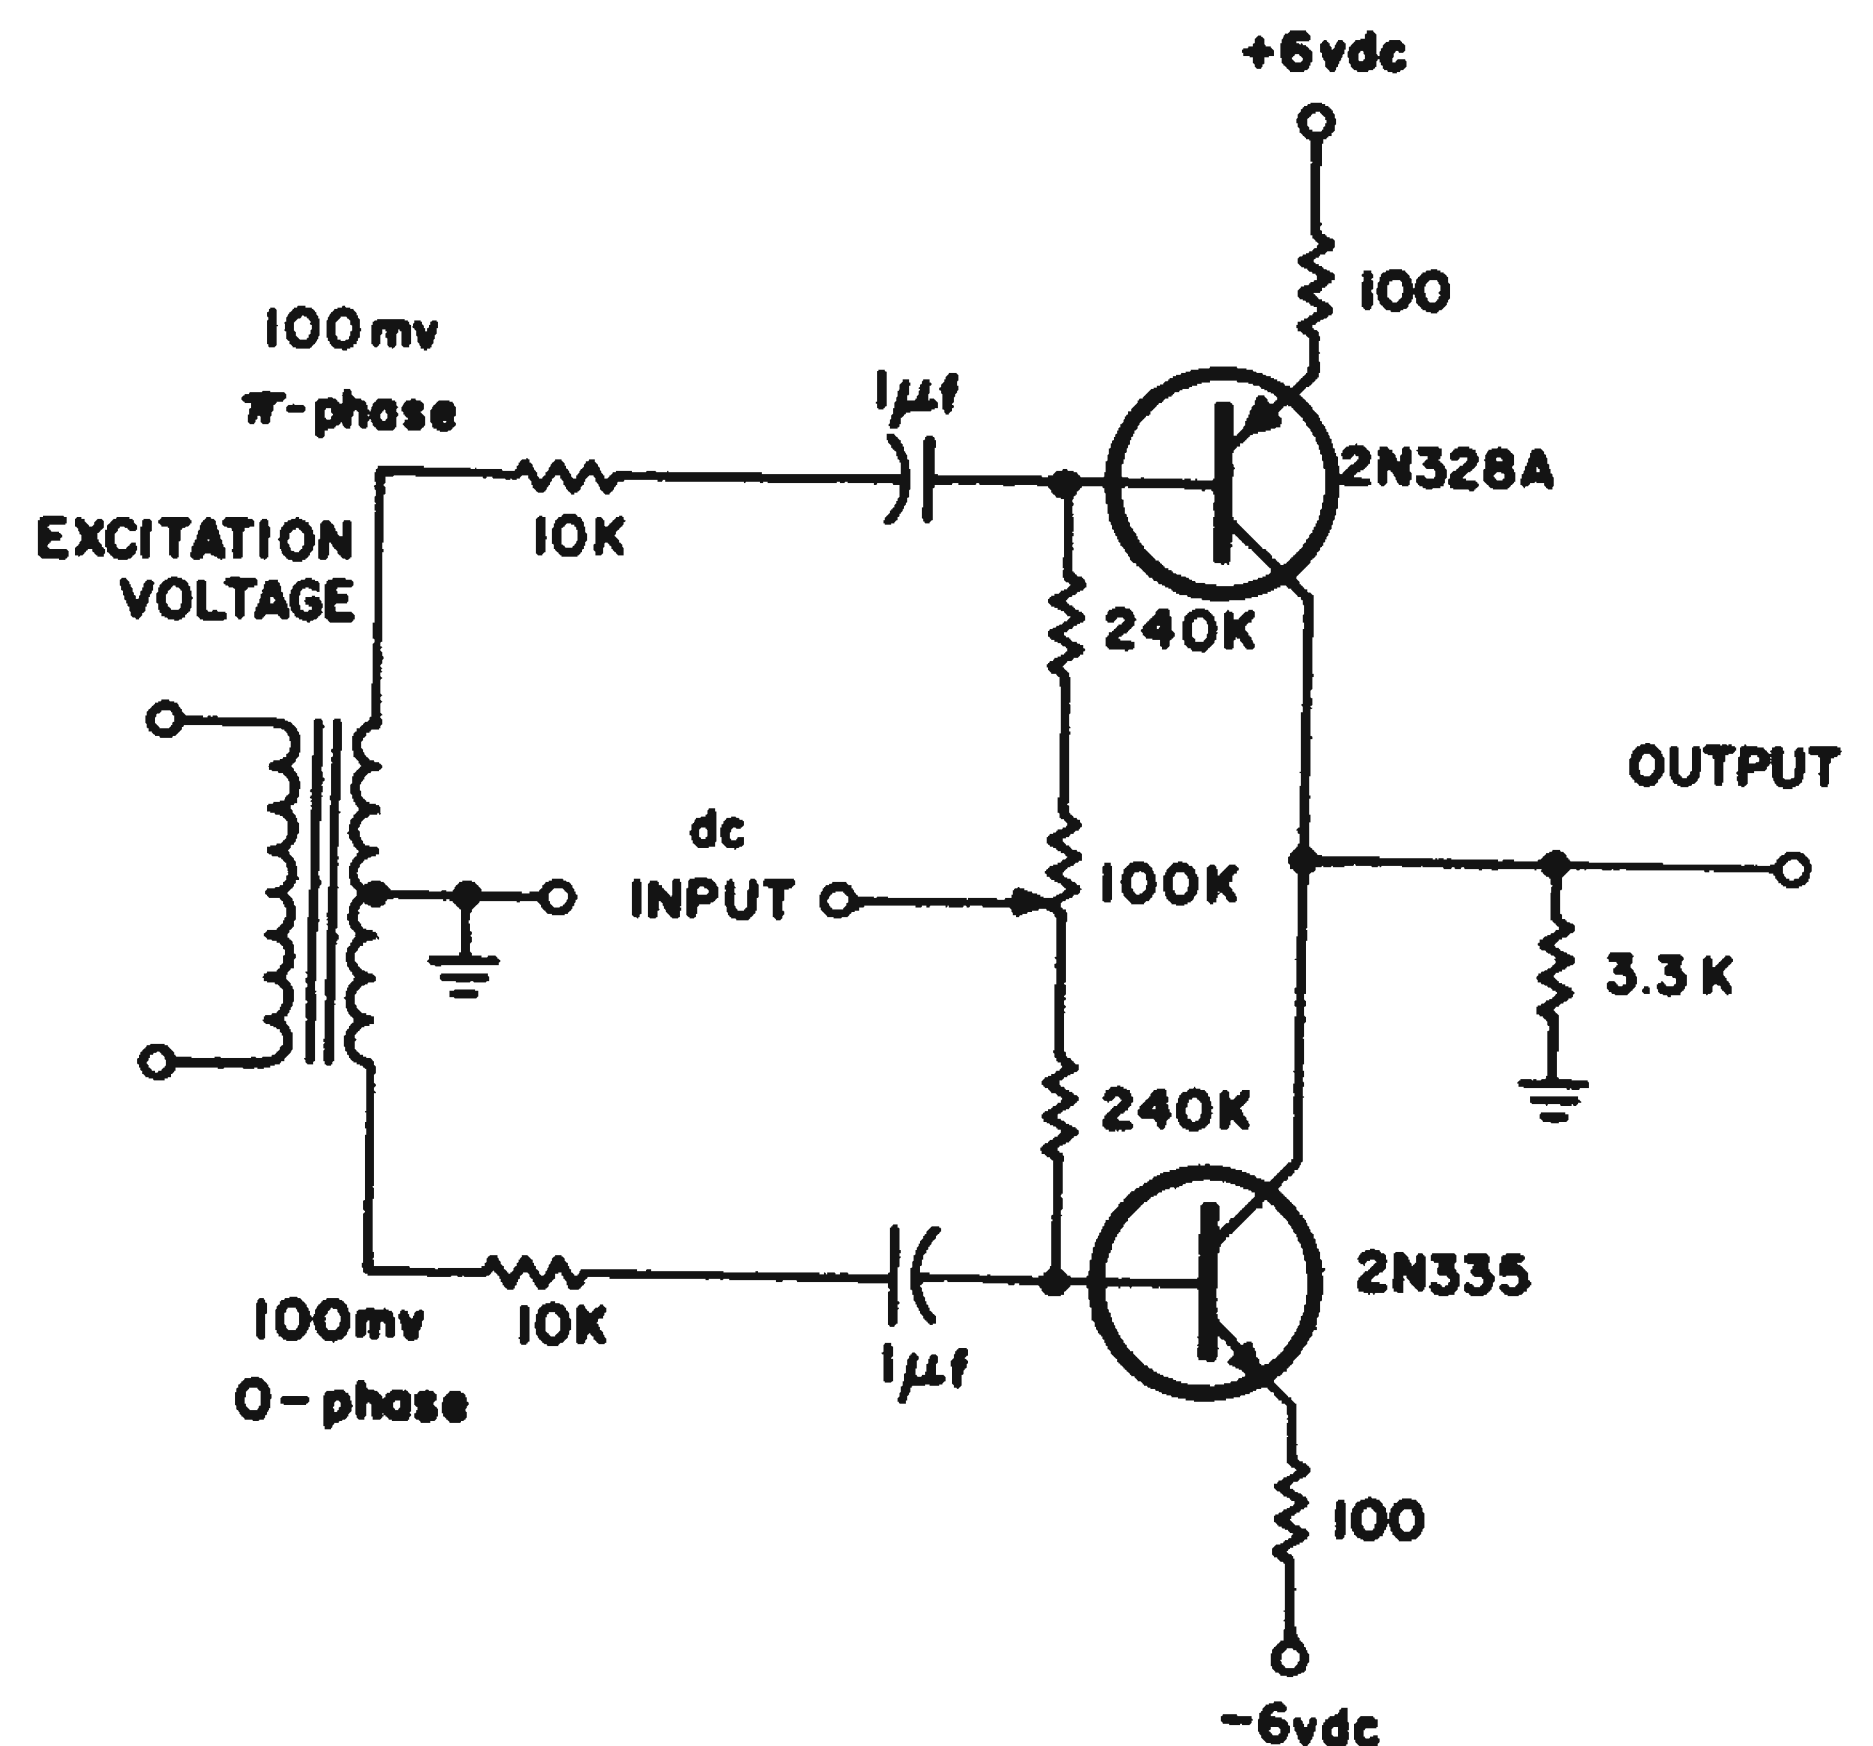 +6vdc
100
100mv
π-phase
1μf
2N328A
10K
EXCITATION
VOLTAGE
240K
OUTPUT
dc
INPUT
100K
3.3K
240K
2N335
100mv
0-phase
10K
1μf
100
-6vdc